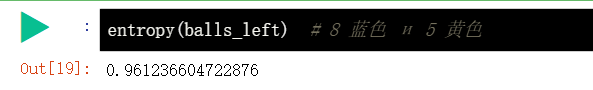 : entropy(balls_left)  # 8 蓝色 и 5 黄色
Out[19]: 0.961236604722876